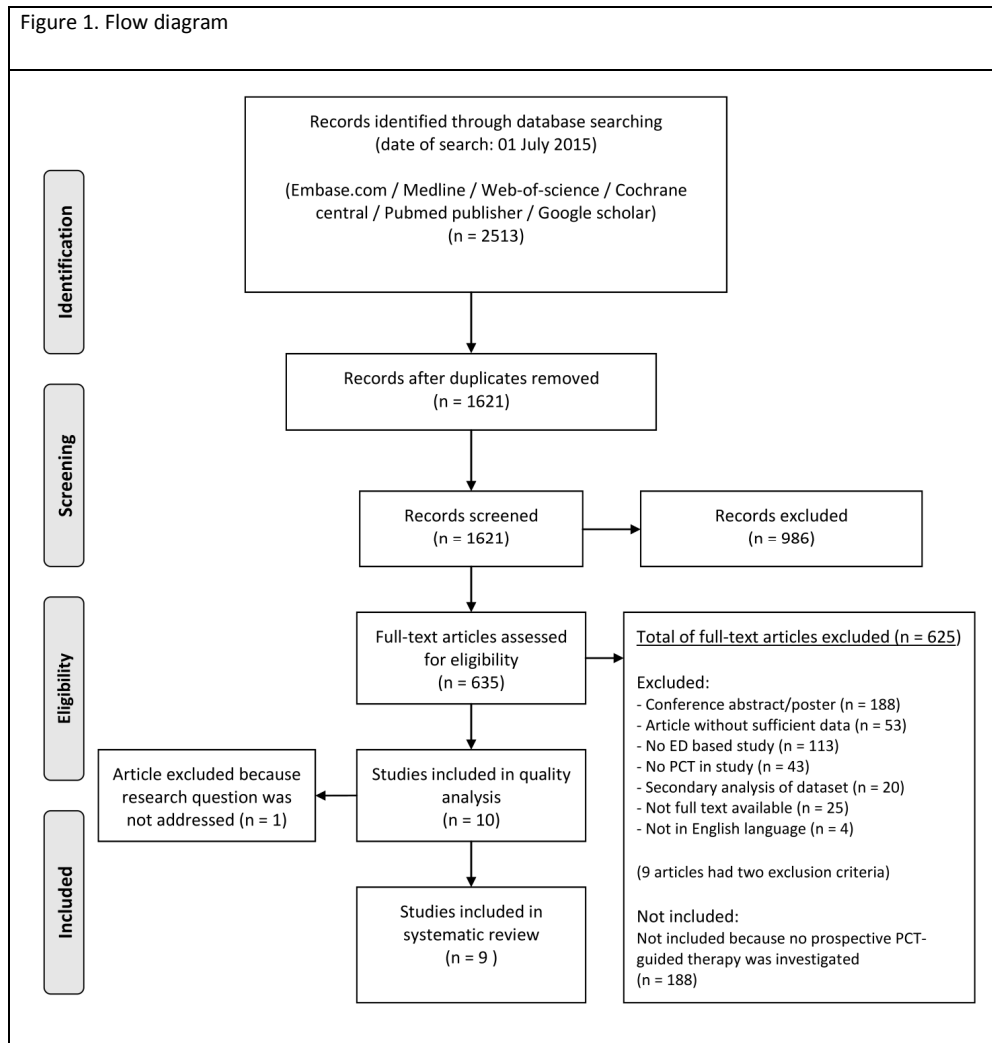 Figure 1. Flow diagram
Identification
Records identified through database searching
(date of search: 01 July 2015)
(Embase.com / Medline / Web-of-science / Cochrane
central / Pubmed publisher / Google scholar)
(n = 2513)
Screening
Records after duplicates removed
(n = 1621)
Records screened
(n = 1621)
Records excluded
(n = 986)
Eligibility
Full-text articles assessed
for eligibility
(n = 635)
Total of full-text articles excluded (n = 625)
Excluded:
- Conference abstract/poster (n = 188)
- Article without sufficient data (n = 53)
- No ED based study (n = 113)
- No PCT in study (n = 43)
- Secondary analysis of dataset (n = 20)
- Not full text available (n = 25)
- Not in English language (n = 4)
(9 articles had two exclusion criteria)
Not included:
Not included because no prospective PCT-
guided therapy was investigated
(n = 188)
Studies included in quality
analysis
(n = 10)
Article excluded because
research question was
not addressed (n = 1)
Included
Studies included in
systematic review
(n = 9 )